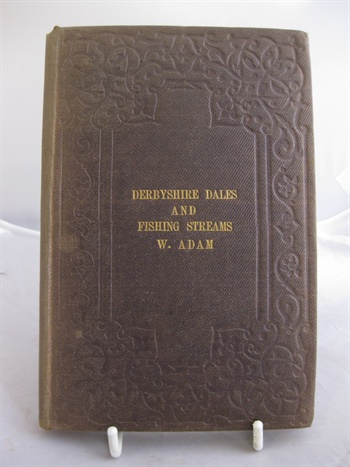 DERBYSHIRE DALES
AND
FISHING STREAMS
W. ADAM